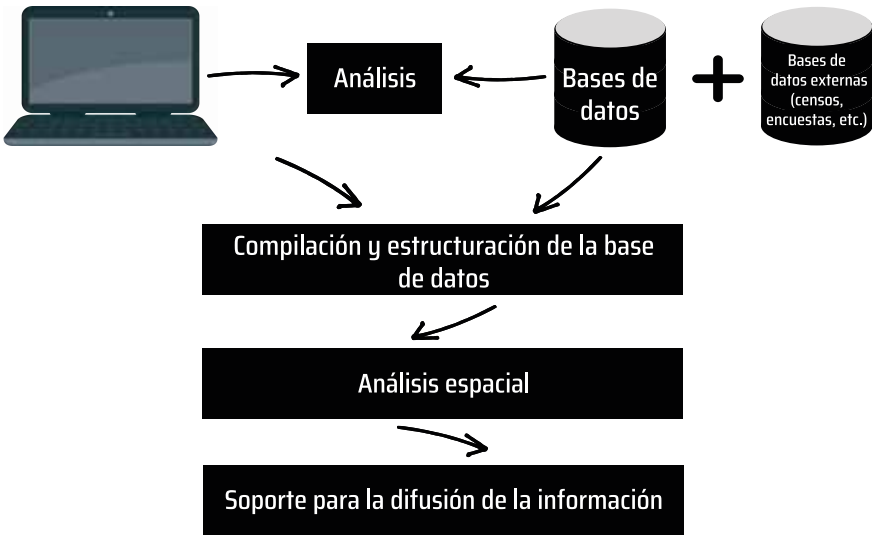 Análisis
Bases de
datos
Bases de
datos externas
(censos,
encuestas, etc.)
Compilación y estructuración de la base
de datos
Análisis espacial
Soporte para la difusión de la información